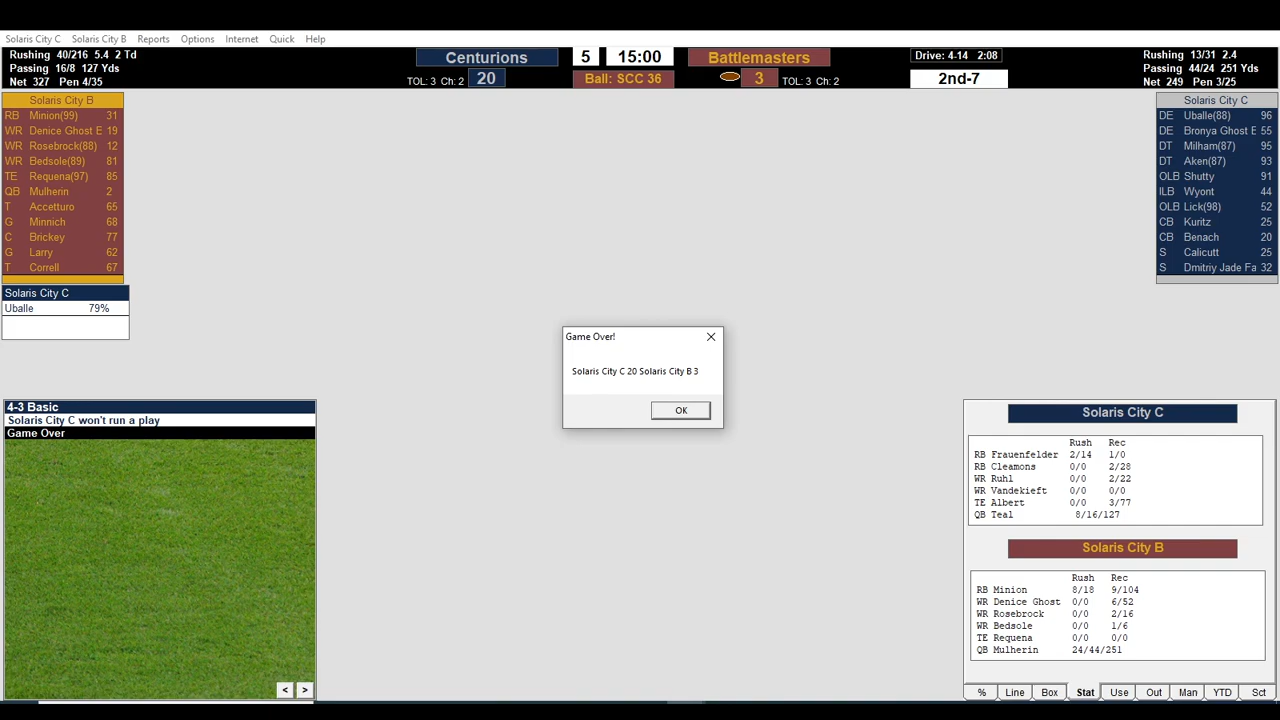 Solaris City C Solaris City B Reports Options Internet Quick Help
Rushing 40/216 5.4 2 Td
Passing 16/8 127 Yds
Net 327 Pen 4/35
Centurions 5 15:00 Battlemasters
TOL: 3 Ch: 2 20 Ball: SCC 36 3 TOL: 3 Ch: 2
Drive: 4-14 2:08
2nd-7
Rushing 13/31 2.4
Passing 44/24 251 Yds
Net 249 Pen 3/25
Solaris City B
RB Minion(99) 31
WR Denice Ghost E 19
WR Rosebrock(88) 12
WR Bedsole(89) 81
TE Requena(97) 85
QB Mulherin 2
T Accetturo 65
G Minnich 68
C Brickey 77
G Larry 62
T Correll 67
Solaris City C
Uballe 79%
Solaris City C
DE Uballe(88) 96
DE Bronya Ghost E 55
DT Milham(87) 95
DT Aken(87) 93
OLB Shutty 91
ILB Wyont 44
OLB Lick(98) 52
CB Kuritz 25
CB Benach 20
S Calicutt 25
S Dmitriy Jade Fa 32
Game Over!
Solaris City C 20 Solaris City B 3
OK
4-3 Basic
Solaris City C won't run a play
Game Over
< >
Solaris City C
Rush Rec
RB Frauenfelder 2/14 1/0
RB Cleamons 0/0 2/28
WR Ruhl 0/0 2/22
WR Vandekieft 0/0 0/0
TE Albert 0/0 3/77
QB Teal 8/16/127
Solaris City B
Rush Rec
RB Minion 8/18 9/104
WR Denice Ghost 0/0 6/52
WR Rosebrock 0/0 2/16
WR Bedsole 0/0 1/6
TE Requena 0/0 0/0
QB Mulherin 24/44/251
% Line Box Stat Use Out Man YTD Sct